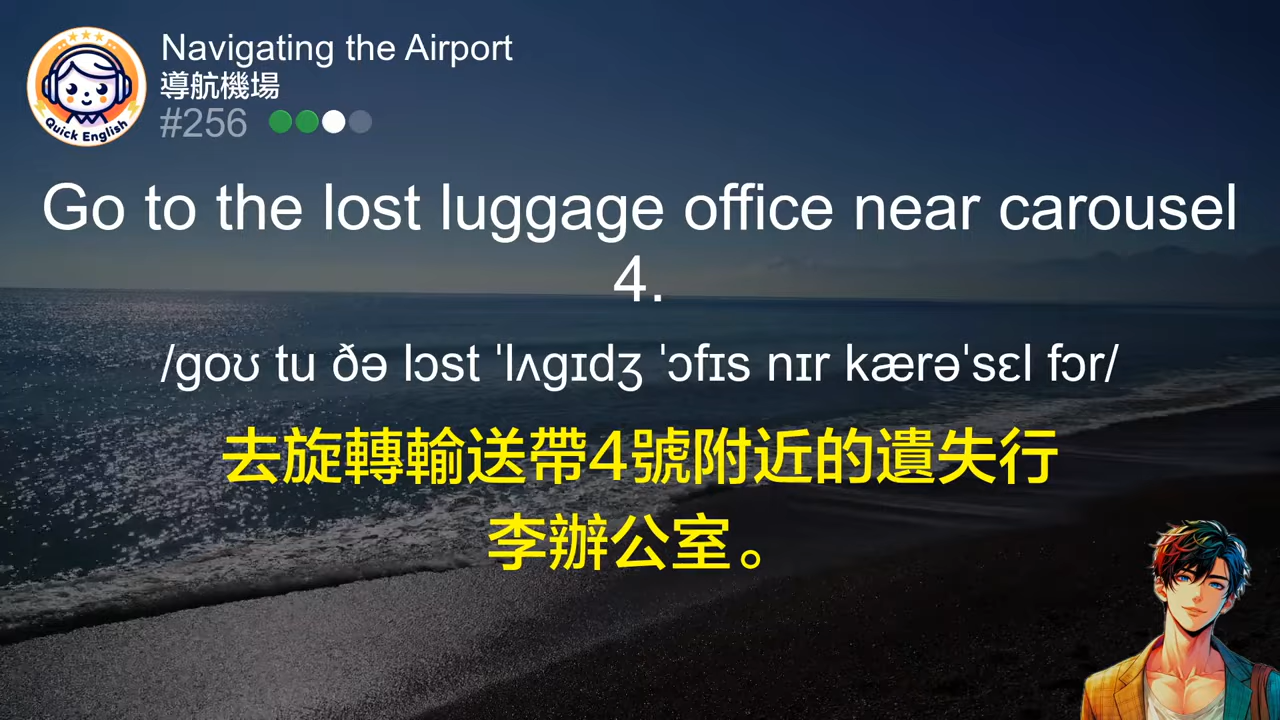 Navigating the Airport
導航機場
#256
Quick English
Go to the lost luggage office near carousel
4.
/goʊ tu ðə lɔst ˈlʌgɪdʒ ˈɔfɪs nɪr kærəˈsɛl fɔr/
去旋轉輸送帶4號附近的遺失行
李辦公室。